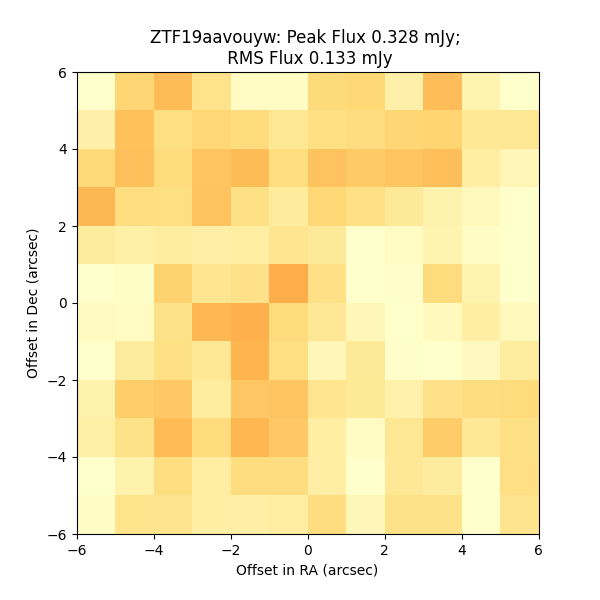 ZTF19aavouyw: Peak Flux 0.328 mJy;
RMS Flux 0.133 mJy
6
4
2
0
−2
−4
−6
Offset in Dec (arcsec)
−6 −4 −2 0 2 4 6
Offset in RA (arcsec)